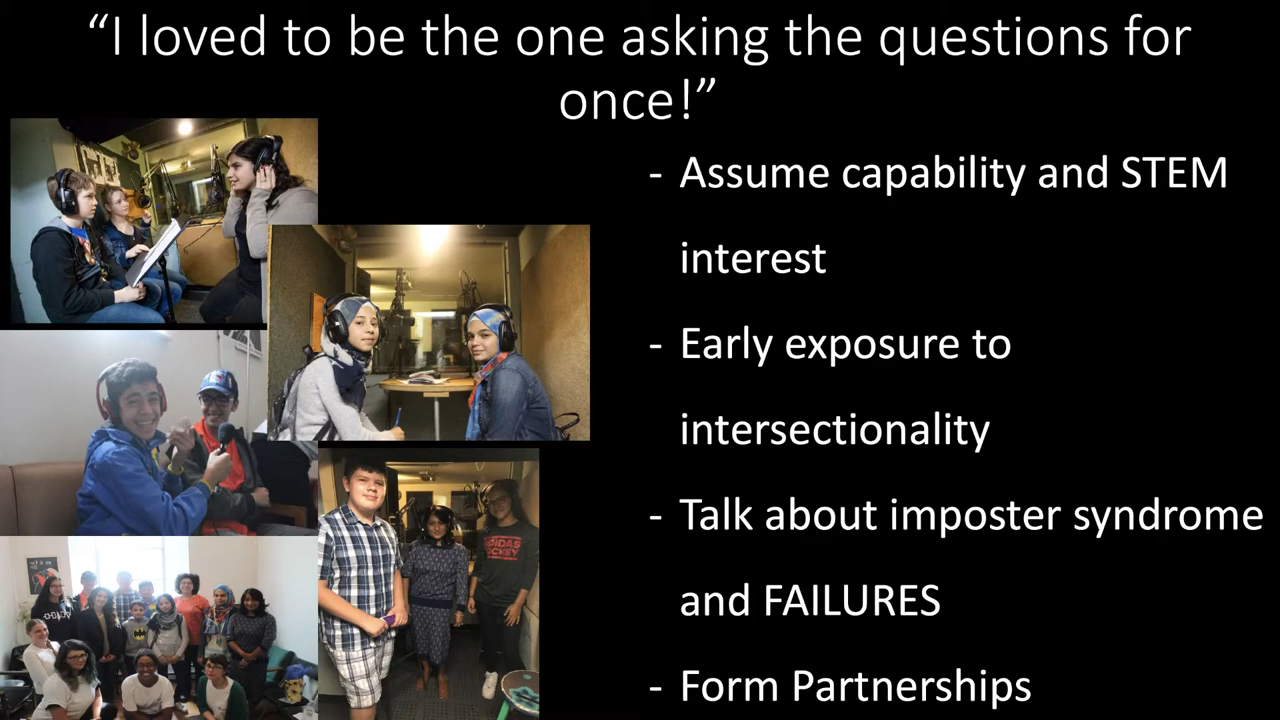 “I loved to be the one asking the questions for
once!”
- Assume capability and STEM
interest
- Early exposure to
intersectionality
- Talk about imposter syndrome
and FAILURES
- Form Partnerships